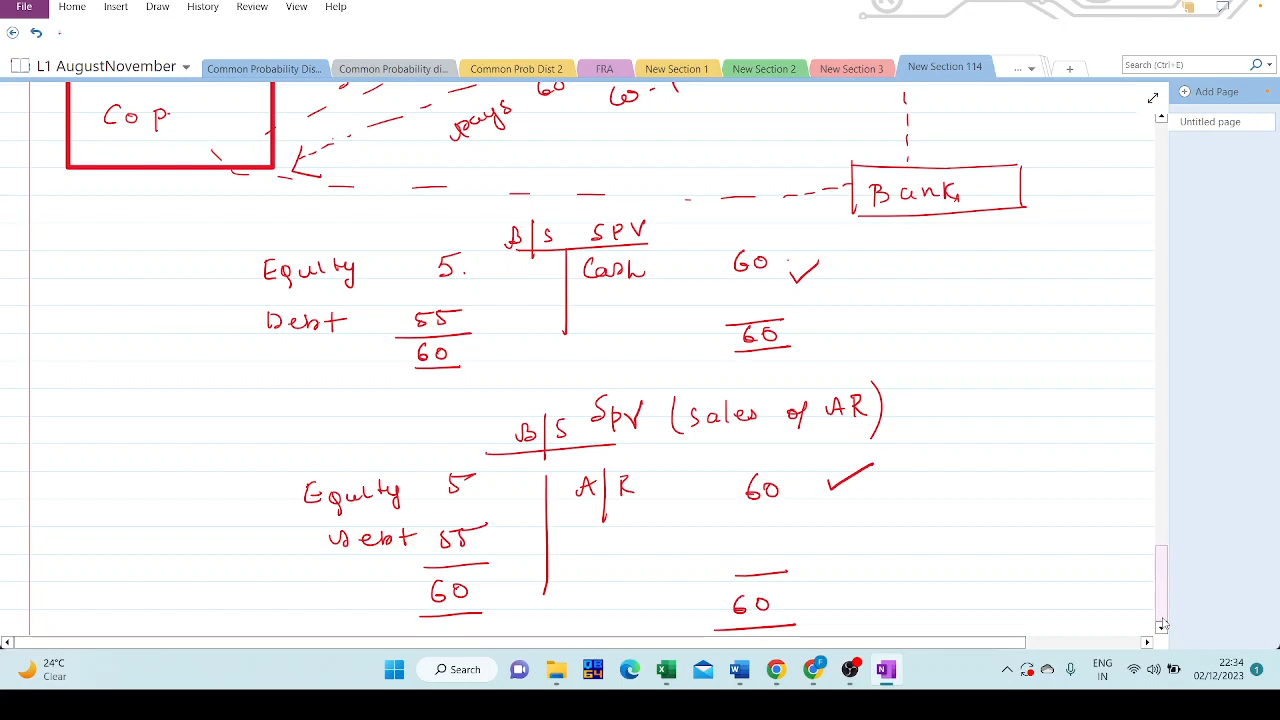 File Home Insert Draw History Review View Help
L1 AugustNovember Common Probability Dis... Common Probability di... Common Prob Dist 2 FRA New Section 1 New Section 2 New Section 3 New Section 114 ... + Search (Ctrl+E)
Add Page
Untitled page
Cop.
pays 60
Bank
B/S SPV
Equity 5. Cash 60
Debt 55
60 60
B/S SpV (Sales of AR)
Equity 5 A/R 60
Debt 55
60
60
24°C
Clear
Search
ENG
IN
22:34
02/12/2023